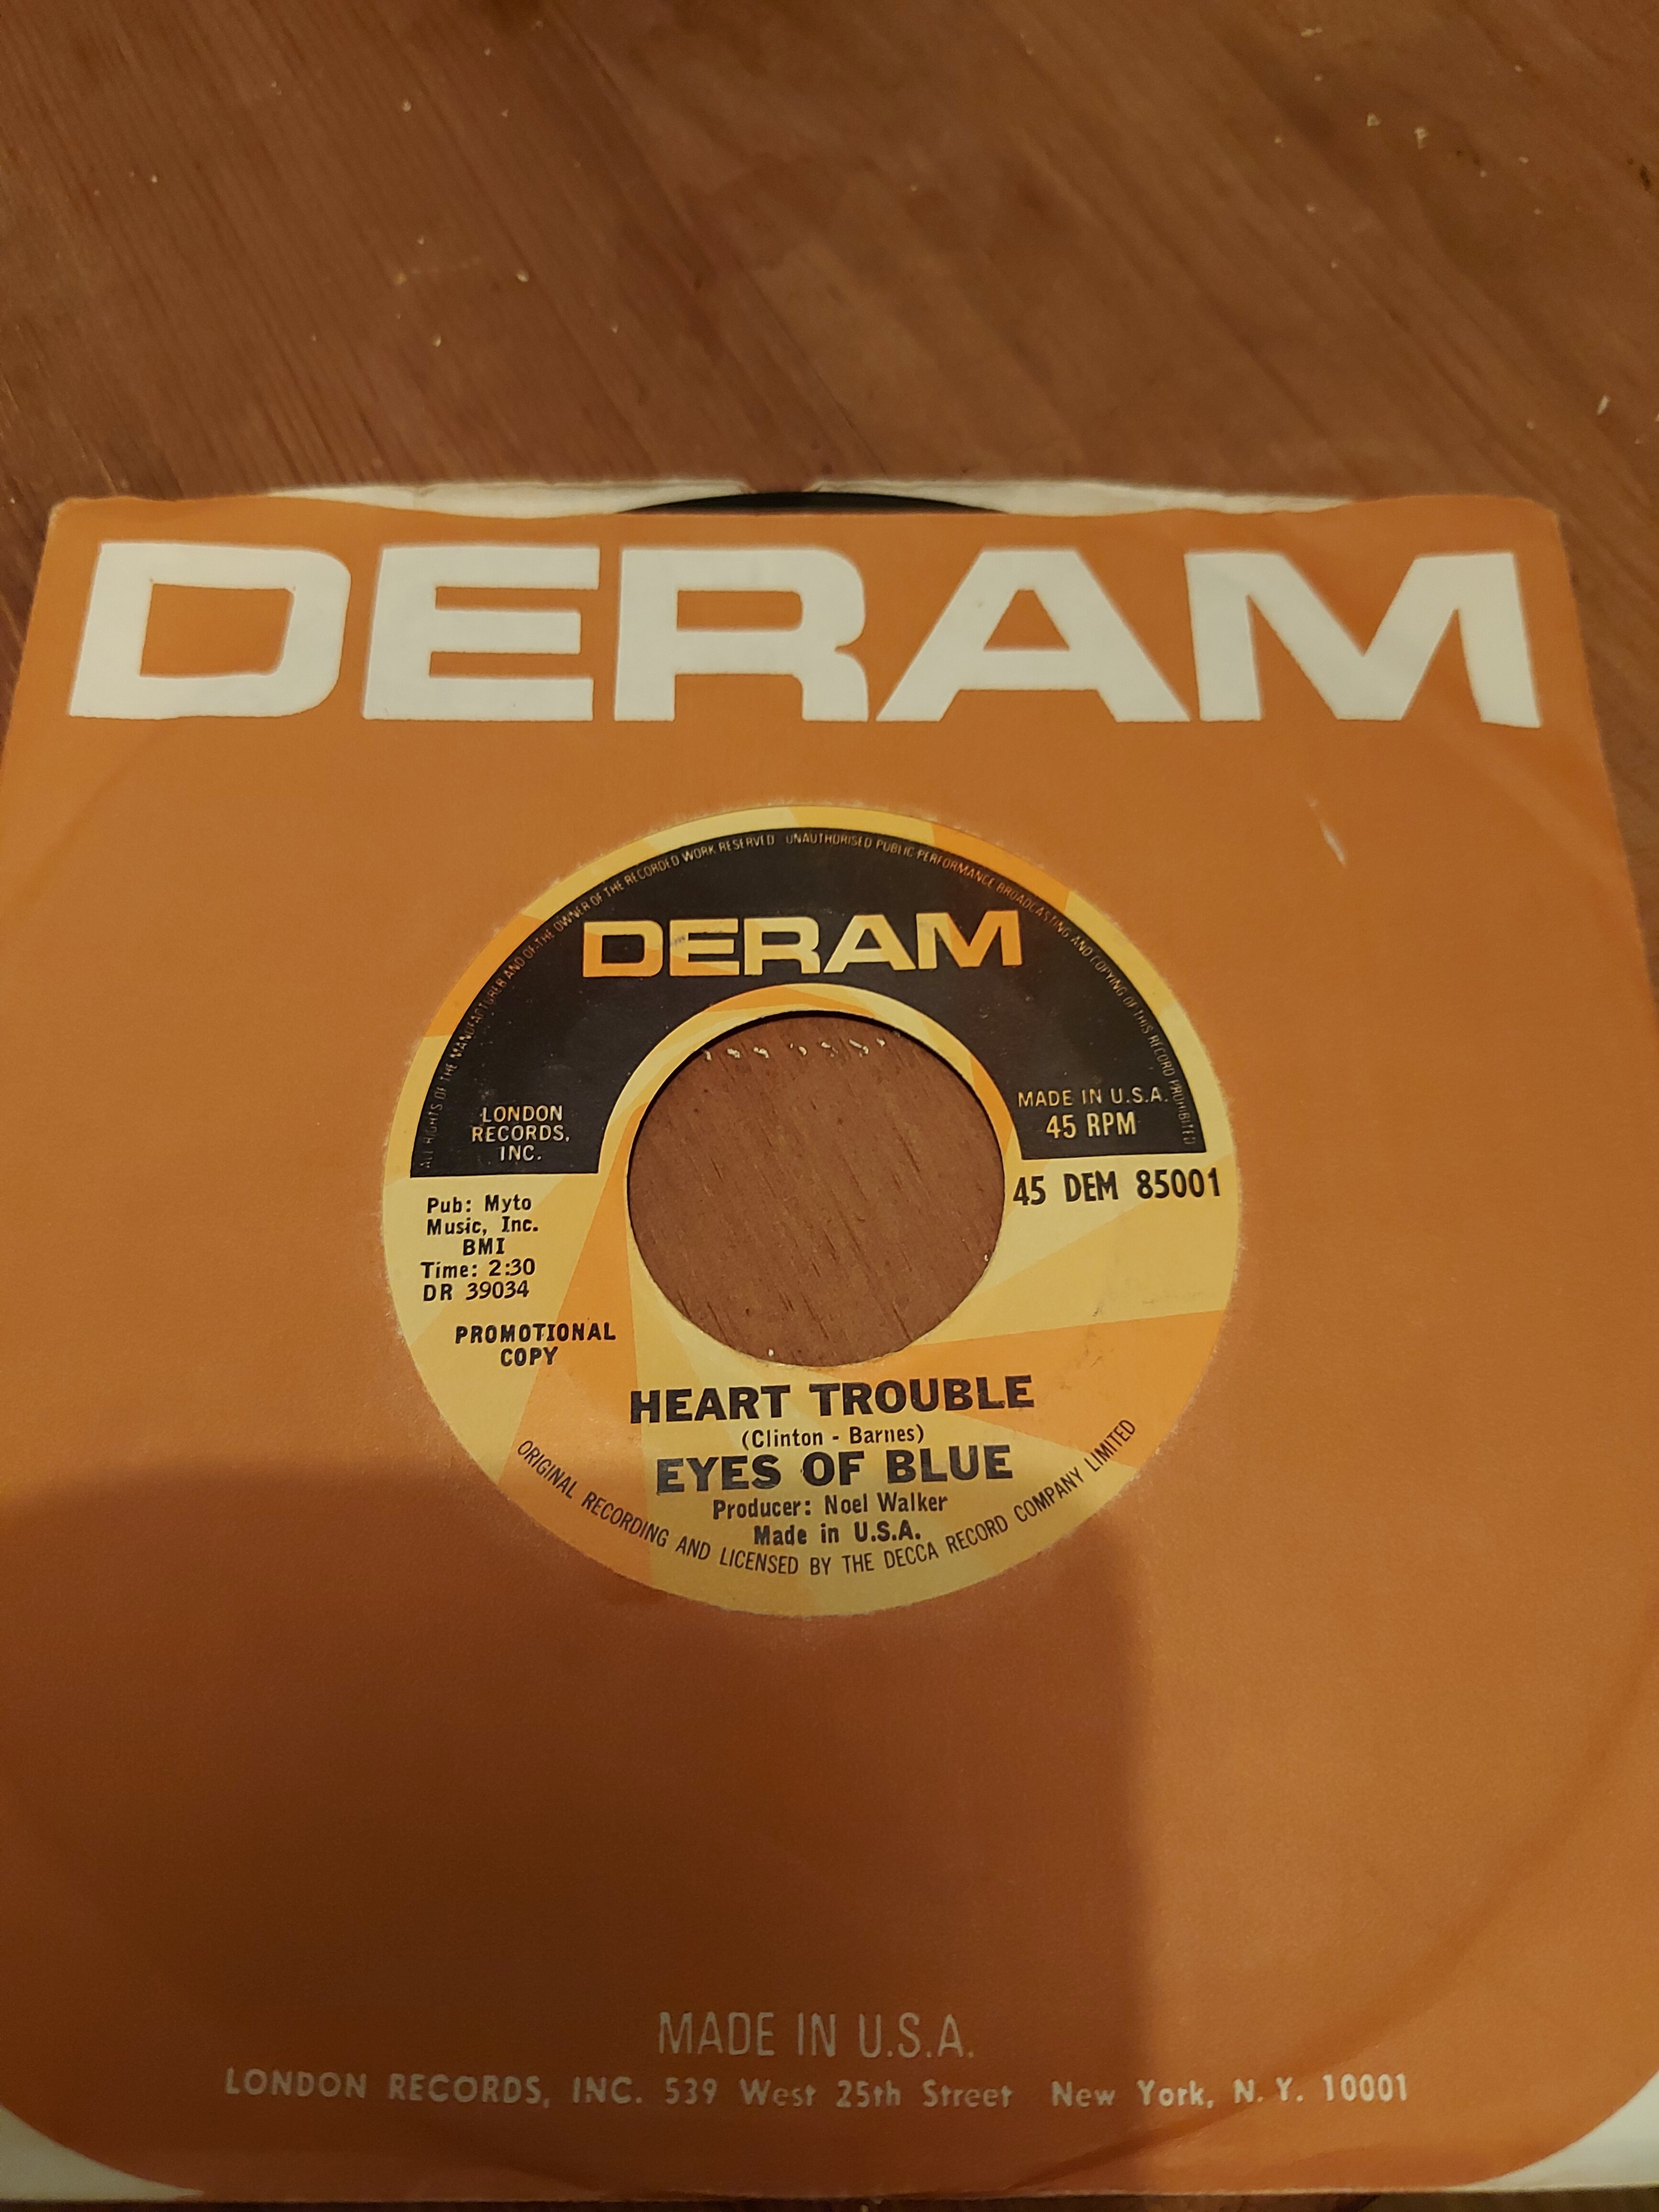 DERAM
ALL RIGHTS OF THE MANUFACTURER AND OF THE OWNER OF THE RECORDED WORK RESERVED UNAUTHORISED PUBLIC PERFORMANCE BROADCASTING AND COPYING OF THIS RECORD PROHIBITED
DERAM
LONDON
RECORDS,
INC.
MADE IN U.S.A.
45 RPM
45 DEM 85001
Pub: Myto
Music, Inc.
BMI
Time: 2:30
DR 39034
PROMOTIONAL
COPY
HEART TROUBLE
(Clinton - Barnes)
EYES OF BLUE
Producer: Noel Walker
Made in U.S.A.
ORIGINAL RECORDING AND LICENSED BY THE DECCA RECORD COMPANY LIMITED
MADE IN U.S.A.
LONDON RECORDS, INC. 539 West 25th Street New York, N.Y. 10001